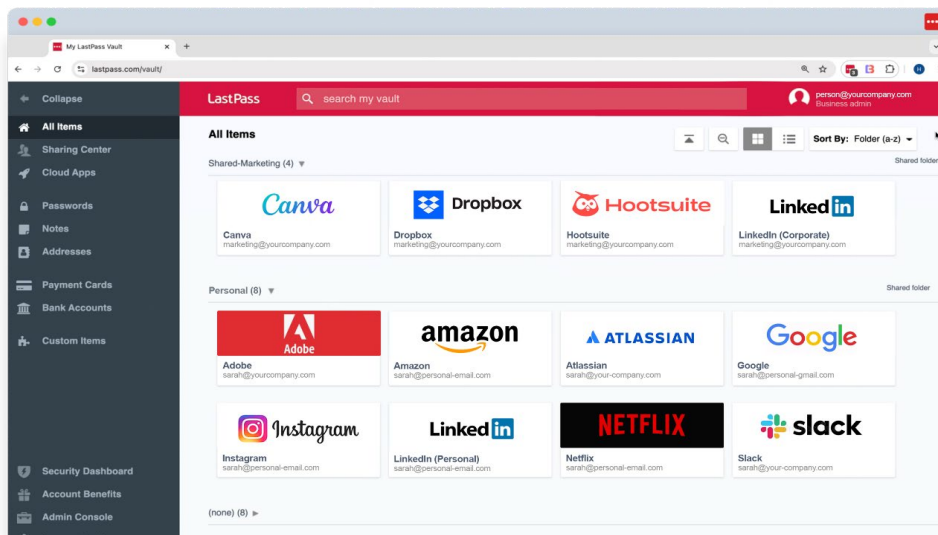 My LastPass Vault
lastpass.com/vault/
Collapse
All Items
Sharing Center
Cloud Apps
Passwords
Notes
Addresses
Payment Cards
Bank Accounts
Custom Items
Security Dashboard
Account Benefits
Admin Console
LastPass
search my vault
person@yourcompany.com
Business admin
All Items
Sort By: Folder (a-z)
Shared-Marketing (4)
Shared folder
Canva
Canva
marketing@yourcompany.com
Dropbox
Dropbox
marketing@yourcompany.com
Hootsuite
Hootsuite
marketing@yourcompany.com
Linked in
LinkedIn (Corporate)
marketing@yourcompany.com
Personal (8)
Shared folder
Adobe
Adobe
sarah@yourcompany.com
amazon
Amazon
sarah@personal-email.com
ATLASSIAN
Atlassian
sarah@your-company.com
Google
Google
sarah@personal-gmail.com
Instagram
Instagram
sarah@personal-email.com
Linked in
LinkedIn (Personal)
sarah@personal-email.com
NETFLIX
Netflix
sarah@personal-email.com
slack
Slack
sarah@your-company.com
(none) (8)